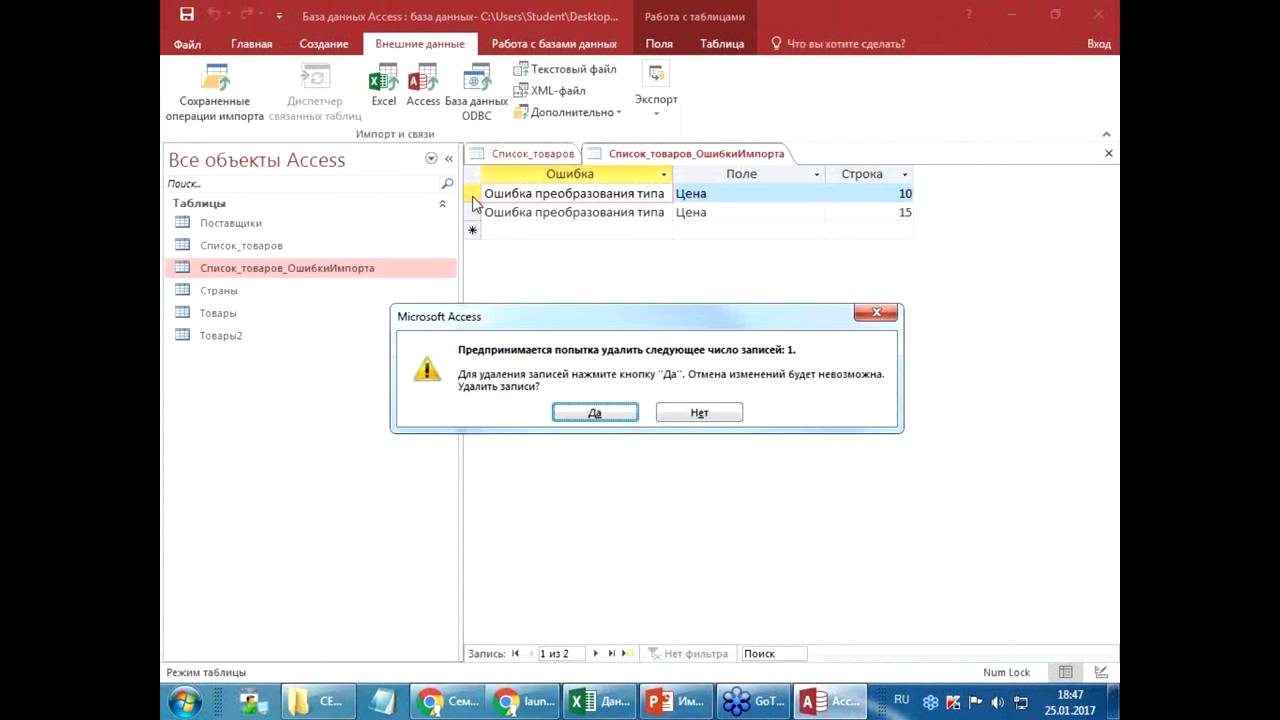 База данных Access : база данных- C:\Users\Student\Desktop...
Работа с таблицами
Файл
Главная
Создание
Внешние данные
Работа с базами данных
Поля
Таблица
Что вы хотите сделать?
Вход
Сохраненные операции импорта
Диспетчер связанных таблиц
Excel
Access
База данных ODBC
Текстовый файл
XML-файл
Дополнительно
Экспорт
Импорт и связи
Все объекты Access
Поиск...
Таблицы
Поставщики
Список_товаров
Список_товаров_ОшибкиИмпорта
Страны
Товары
Товары2
Список_товаров
Список_товаров_ОшибкиИмпорта
Ошибка Поле Строка
Ошибка преобразования типа Цена 10
Ошибка преобразования типа Цена 15
Microsoft Access
Предпринимается попытка удалить следующее число записей: 1.
Для удаления записей нажмите кнопку "Да". Отмена изменений будет невозможна.
Удалить записи?
Да
Нет
Запись: 1 из 2 Нет фильтра Поиск
Режим таблицы
Num Lock
CE...
Сем...
laun...
Дан...
Им...
GoT...
Acc...
RU
18:47
25.01.2017